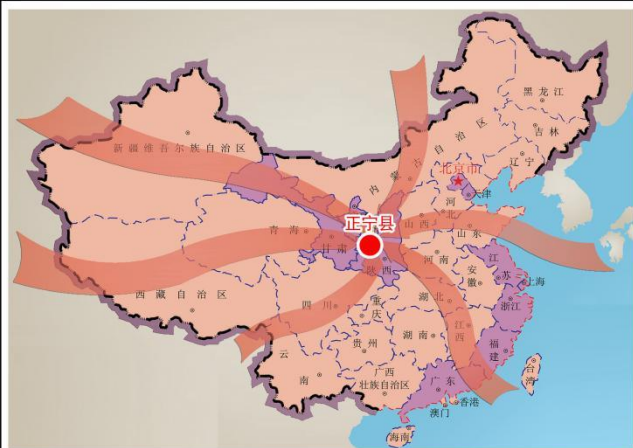 黑龙江
吉林
辽宁
内蒙古自治区
新疆维吾尔族自治区
北京市
天津
河北
山西
山东
正宁县
青海
甘肃
陕西
河南
江苏
安徽
上海
西藏自治区
四川
重庆
湖北
浙江
湖南
江西
贵州
福建
云南
广西
壮族自治区
广东
台湾
香港
澳门
海南